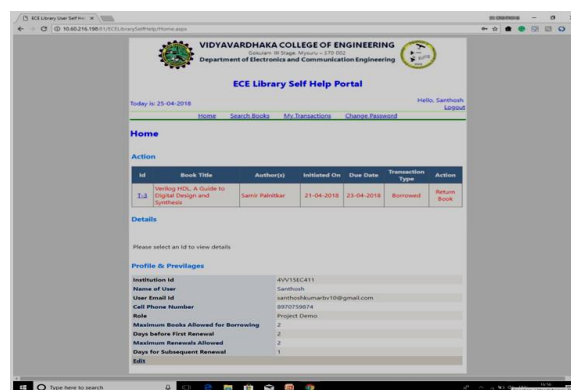 ECE Library User Self Hel
10.60.216.198:81/ECELibrarySelfHelp/Home.aspx
VIDYAVARDHAKA COLLEGE OF ENGINEERING
Gokulam III Stage, Mysuru - 570 002
Department of Electronics and Communication Engineering
ECE Library Self Help Portal
Hello, Santhosh
Today is: 25-04-2018
Logout
Home Search Books My Transactions Change Password
Home
Action
Id Book Title Author(s) Initiated On Due Date Transaction Type Action
T-3 Verilog HDL, A Guide to Digital Design and Synthesis Samir Palnitkar 21-04-2018 23-04-2018 Borrowed Return Book
Details
Please select an id to view details
Profile & Previlages
Institution Id 4VV15EC411
Name of User Santhosh
User Email Id santhoshkumarbv10@gmail.com
Cell Phone Number 8970759874
Role Project Demo
Maximum Books Allowed for Borrowing 2
Days before First Renewal 2
Maximum Renewals Allowed 2
Days for Subsequent Renewal 1
Edit
Type here to search